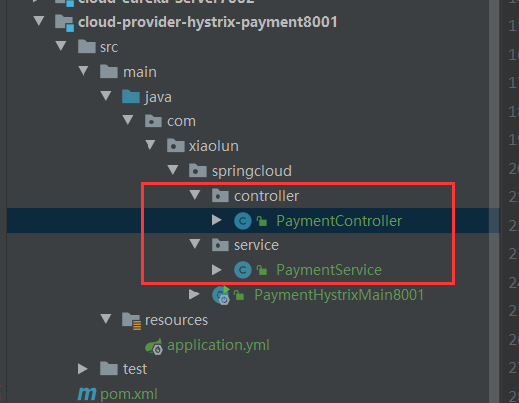 cloud-eureka-server7002
cloud-provider-hystrix-payment8001
src
main
java
com
xiaolun
springcloud
controller
PaymentController
service
PaymentService
PaymentHystrixMain8001
resources
application.yml
test
pom.xml